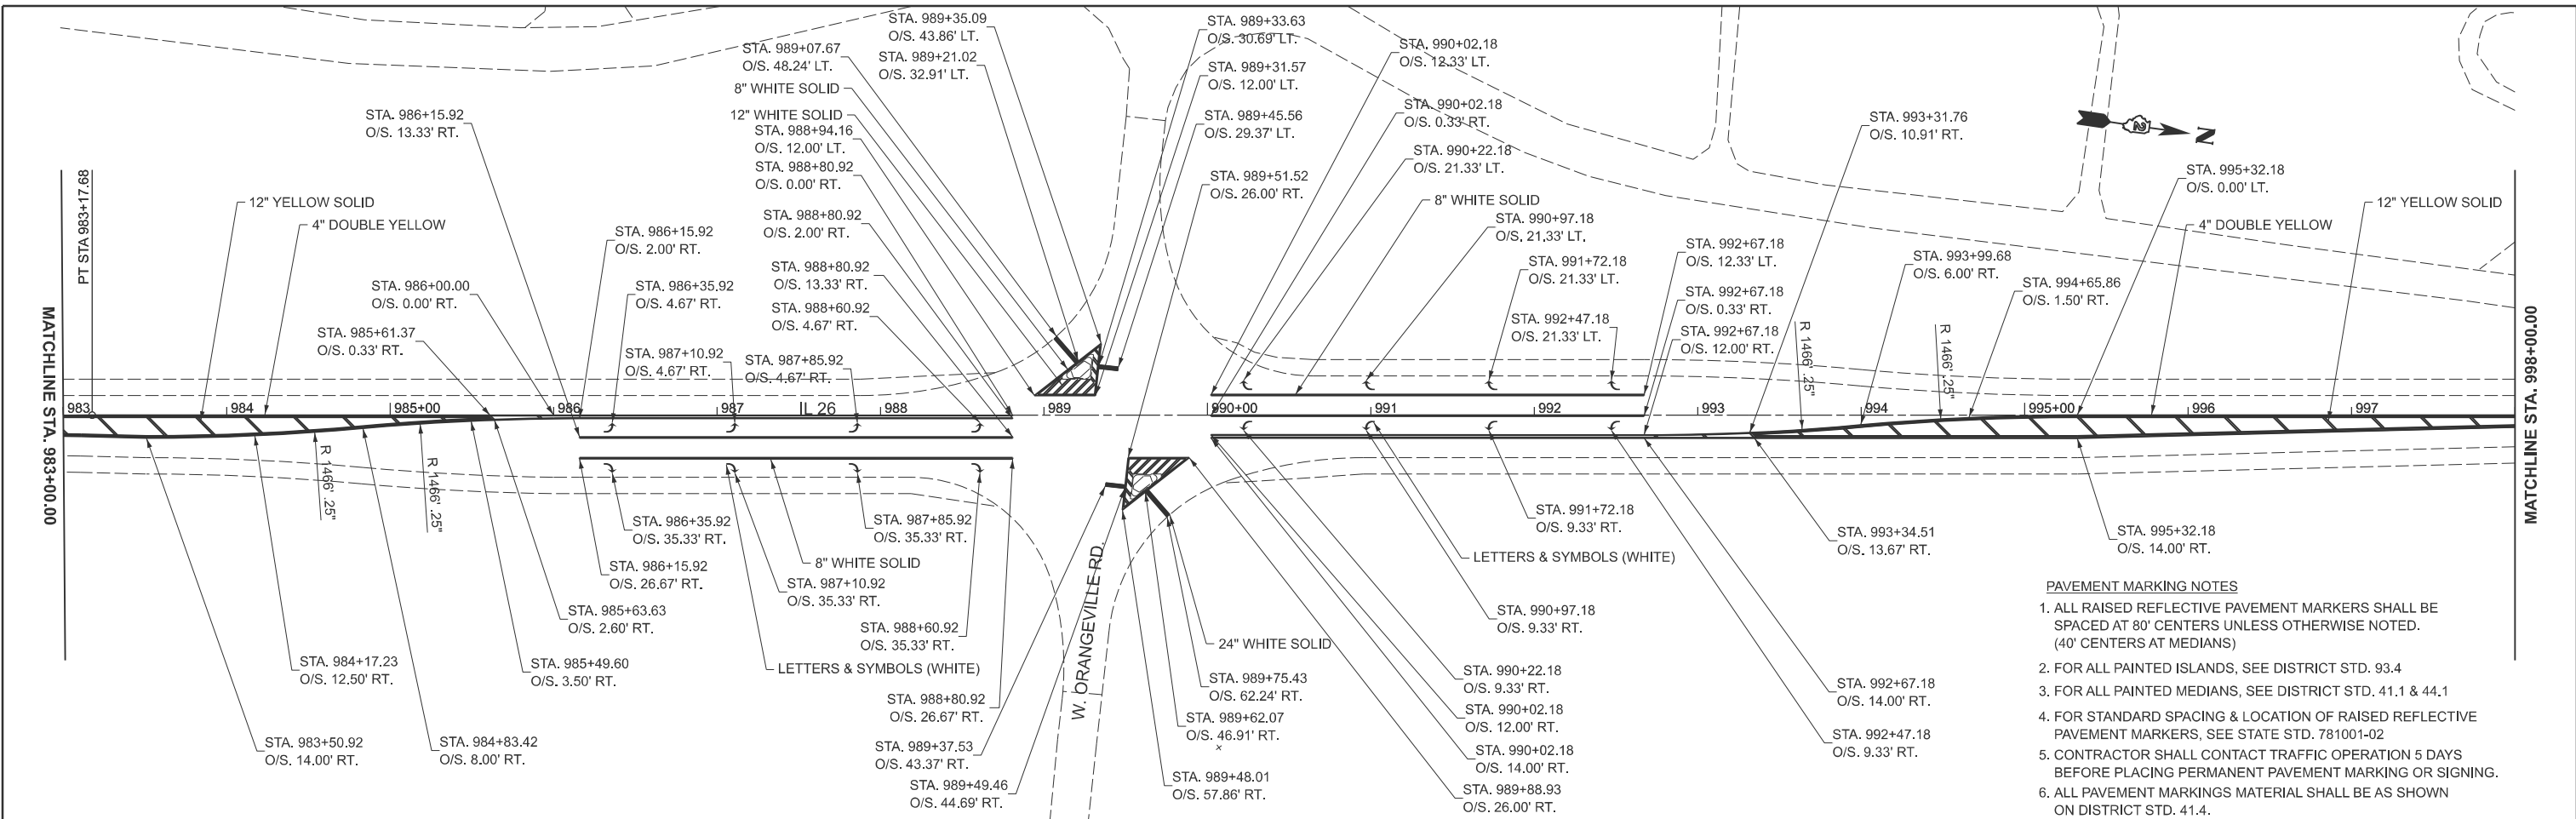 STA. 989+35.09
O/S. 43.86' LT.
STA. 989+33.63
O/S. 30.69' LT.
STA. 989+07.67
O/S. 48.24' LT.
STA. 989+21.02
O/S. 32.91' LT.
STA. 990+02.18
O/S. 12.33' LT.
STA. 989+31.57
O/S. 12.00' LT.
8" WHITE SOLID
12" WHITE SOLID
STA. 986+15.92
O/S. 13.33' RT.
STA. 988+94.16
O/S. 12.00' LT.
STA. 989+45.56
O/S. 29.37' LT.
STA. 990+02.18
O/S. 0.33' RT.
STA. 993+31.76
O/S. 10.91' RT.
2
N
STA. 988+80.92
O/S. 0.00' RT.
STA. 990+22.18
O/S. 21.33' LT.
STA. 989+51.52
O/S. 26.00' RT.
STA. 995+32.18
O/S. 0.00' LT.
PT STA 983+17.68
12" YELLOW SOLID
4" DOUBLE YELLOW
STA. 988+80.92
O/S. 2.00' RT.
8" WHITE SOLID
STA. 990+97.18
O/S. 21.33' LT.
12" YELLOW SOLID
4" DOUBLE YELLOW
STA. 986+15.92
O/S. 2.00' RT.
STA. 992+67.18
O/S. 12.33' LT.
STA. 988+80.92
O/S. 13.33' RT.
STA. 991+72.18
O/S. 21.33' LT.
STA. 993+99.68
O/S. 6.00' RT.
STA. 986+00.00
O/S. 0.00' RT.
STA. 986+35.92
O/S. 4.67' RT.
STA. 994+65.86
O/S. 1.50' RT.
STA. 992+67.18
O/S. 0.33' RT.
STA. 988+60.92
O/S. 4.67' RT.
STA. 992+47.18
O/S. 21.33' LT.
STA. 985+61.37
O/S. 0.33' RT.
STA. 992+67.18
O/S. 12.00' RT.
STA. 987+10.92
O/S. 4.67' RT.
STA. 987+85.92
O/S. 4.67' RT.
R 1466' .25"
R 1466' .25"
MATCHLINE STA. 983+00.00
MATCHLINE STA. 998+00.00
983
984
985+00
986
987
IL 26
988
989
990+00
991
992
993
994
995+00
996
997
R 1466' .25"
R 1466' .25"
STA. 986+35.92
O/S. 35.33' RT.
STA. 987+85.92
O/S. 35.33' RT.
STA. 991+72.18
O/S. 9.33' RT.
STA. 993+34.51
O/S. 13.67' RT.
STA. 995+32.18
O/S. 14.00' RT.
8" WHITE SOLID
LETTERS & SYMBOLS (WHITE)
STA. 986+15.92
O/S. 26.67' RT.
STA. 987+10.92
O/S. 35.33' RT.
W. ORANGEVILLE RD.
STA. 985+63.63
O/S. 2.60' RT.
STA. 990+97.18
O/S. 9.33' RT.
STA. 988+60.92
O/S. 35.33' RT.
24" WHITE SOLID
STA. 984+17.23
O/S. 12.50' RT.
STA. 985+49.60
O/S. 3.50' RT.
LETTERS & SYMBOLS (WHITE)
STA. 990+22.18
O/S. 9.33' RT.
STA. 989+75.43
O/S. 62.24' RT.
STA. 992+67.18
O/S. 14.00' RT.
STA. 988+80.92
O/S. 26.67' RT.
STA. 990+02.18
O/S. 12.00' RT.
STA. 989+62.07
O/S. 46.91' RT.
STA. 992+47.18
O/S. 9.33' RT.
STA. 983+50.92
O/S. 14.00' RT.
STA. 984+83.42
O/S. 8.00' RT.
STA. 989+37.53
O/S. 43.37' RT.
STA. 990+02.18
O/S. 14.00' RT.
STA. 989+49.46
O/S. 44.69' RT.
STA. 989+48.01
O/S. 57.86' RT.
STA. 989+88.93
O/S. 26.00' RT.
PAVEMENT MARKING NOTES
1. ALL RAISED REFLECTIVE PAVEMENT MARKERS SHALL BE
SPACED AT 80' CENTERS UNLESS OTHERWISE NOTED.
(40' CENTERS AT MEDIANS)
2. FOR ALL PAINTED ISLANDS, SEE DISTRICT STD. 93.4
3. FOR ALL PAINTED MEDIANS, SEE DISTRICT STD. 41.1 & 44.1
4. FOR STANDARD SPACING & LOCATION OF RAISED REFLECTIVE
PAVEMENT MARKERS, SEE STATE STD. 781001-02
5. CONTRACTOR SHALL CONTACT TRAFFIC OPERATION 5 DAYS
BEFORE PLACING PERMANENT PAVEMENT MARKING OR SIGNING.
6. ALL PAVEMENT MARKINGS MATERIAL SHALL BE AS SHOWN
ON DISTRICT STD. 41.4.